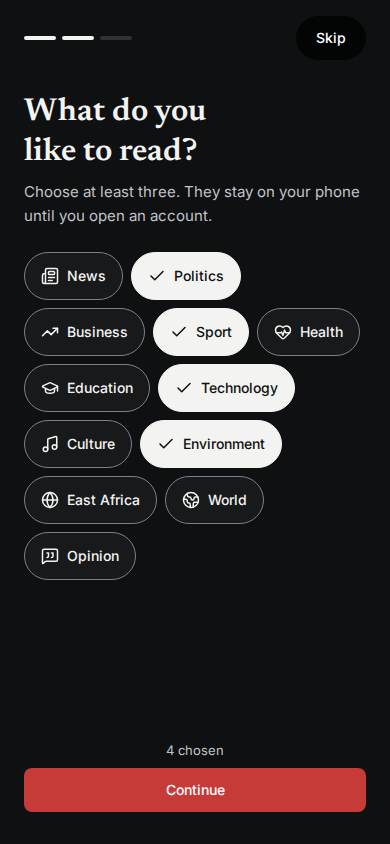 Skip
What do you
like to read?
Choose at least three. They stay on your phone
until you open an account.
News
Politics
Business
Sport
Health
Education
Technology
Culture
Environment
East Africa
World
Opinion
4 chosen
Continue